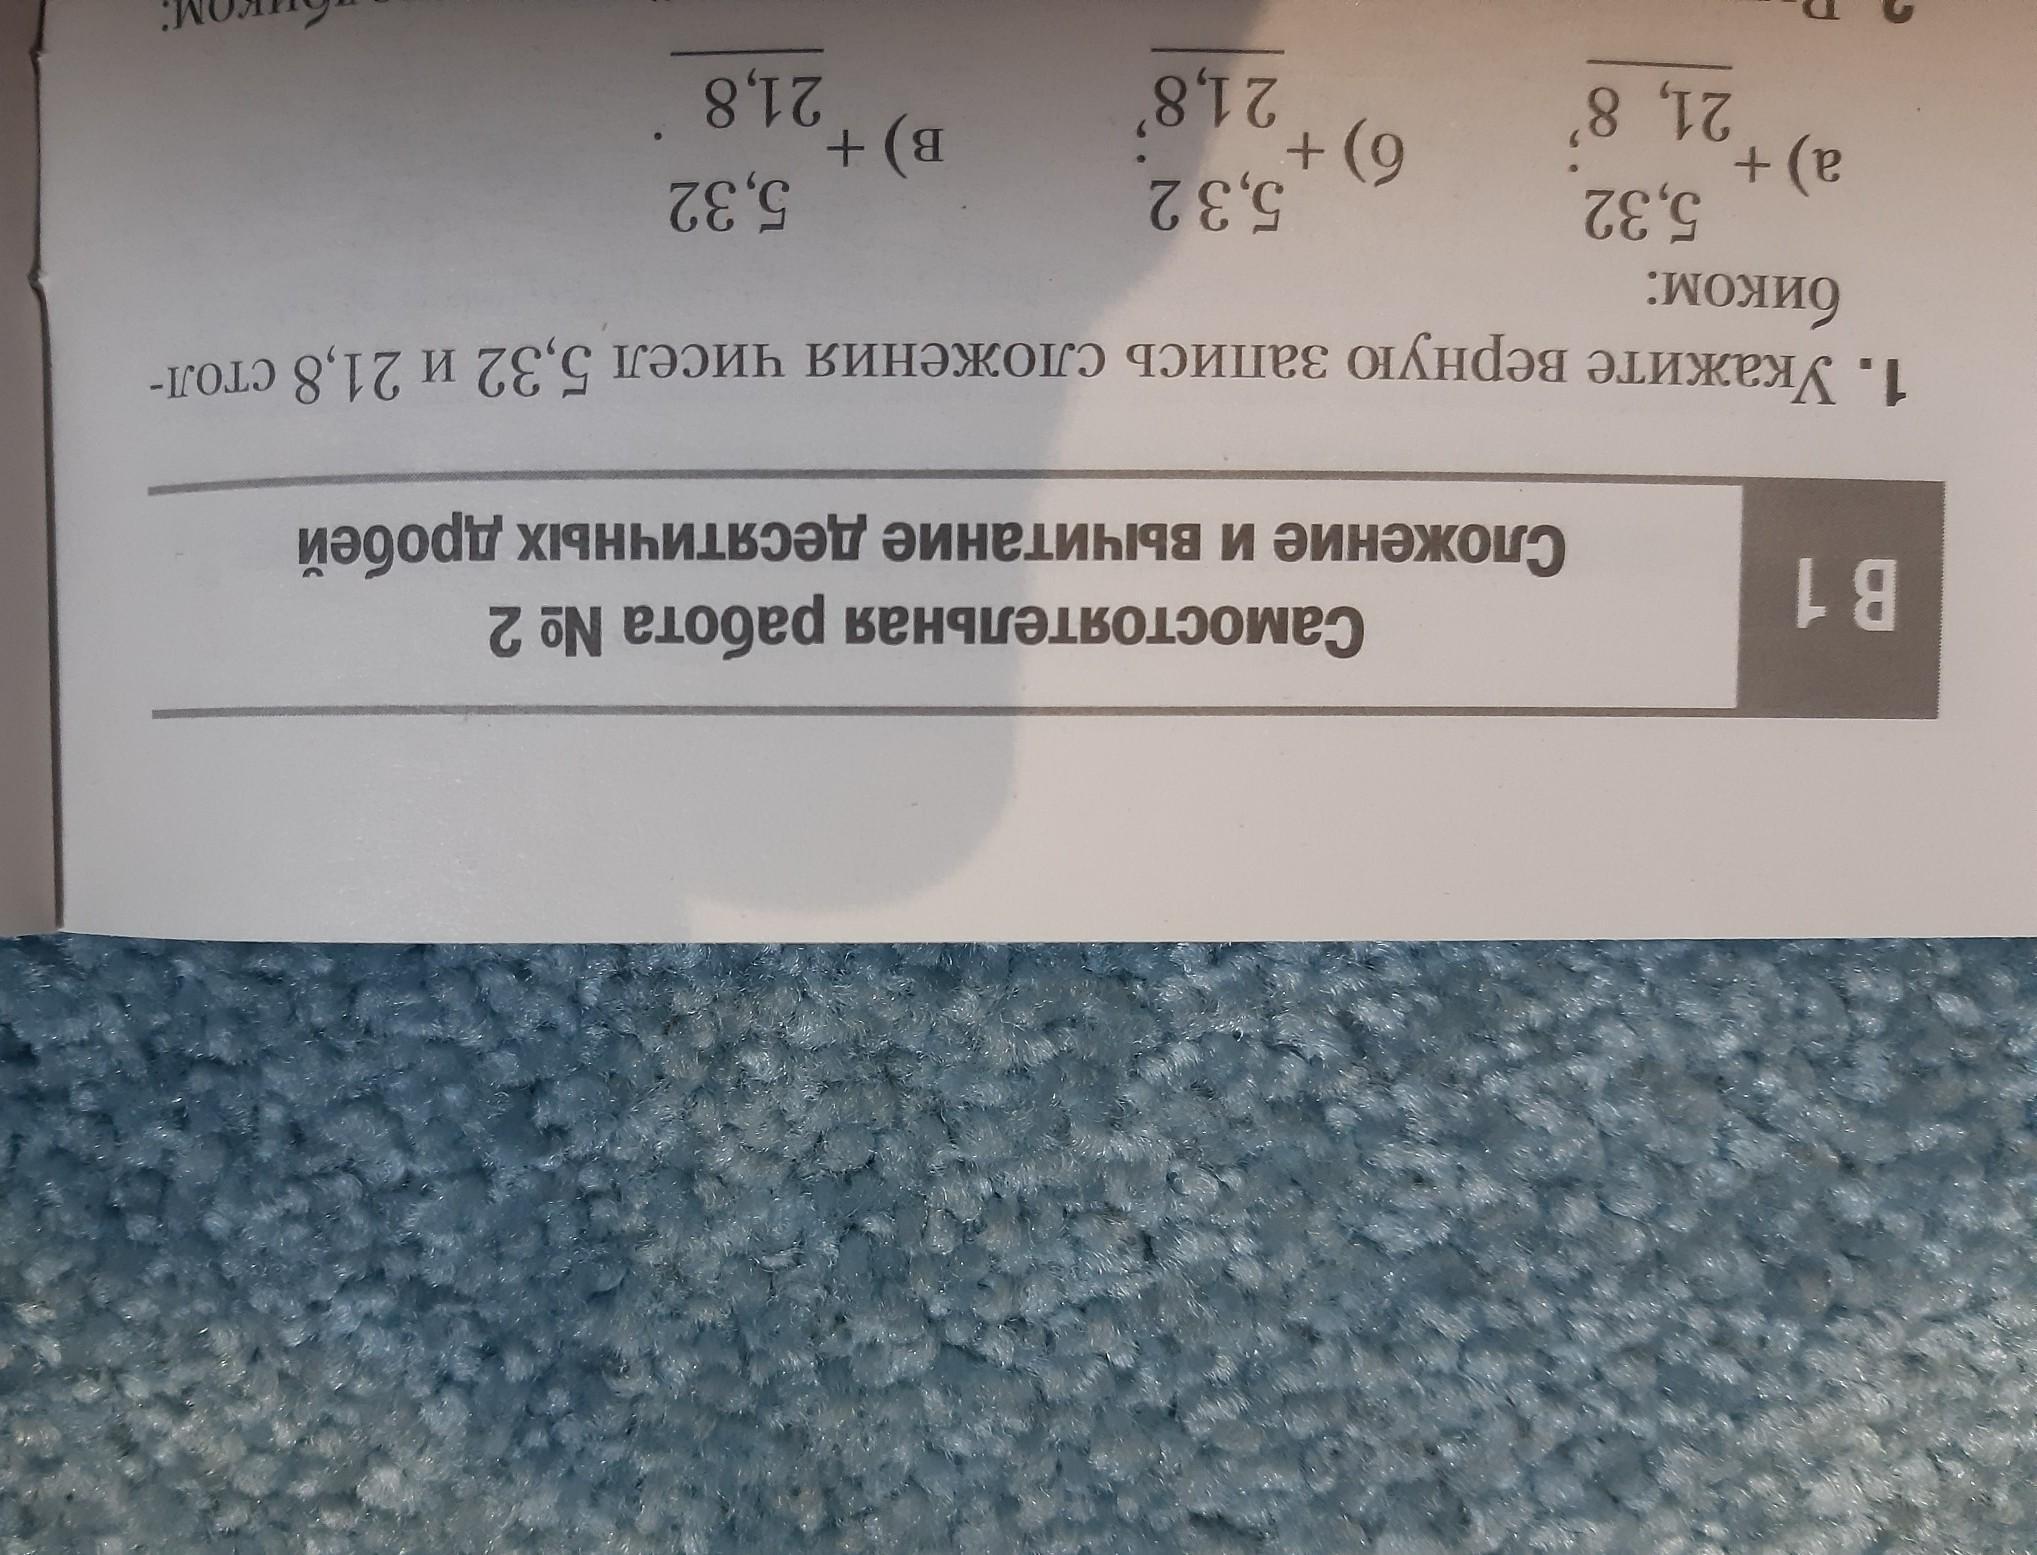 В 1
Самостоятельная работа № 2
Сложение и вычитание десятичных дробей
1. Укажите верную запись сложения чисел 5,32 и 21,8 стол-
биком:
а) + 5,32
21, 8 ;
б) + 5,3 2
21,8 ;
в) + 5,32
21,8 .
2.